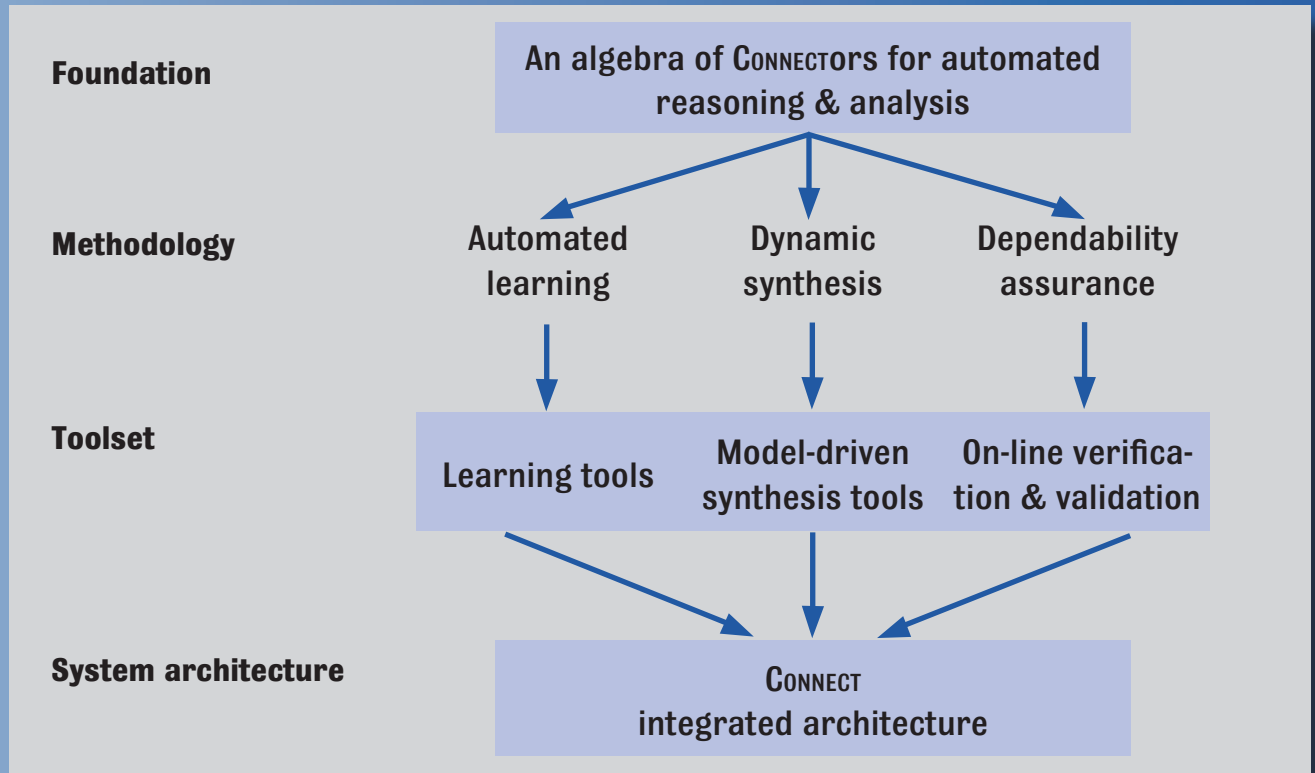 Foundation
An algebra of CONNECTors for automated
reasoning & analysis
Methodology
Automated
learning
Dynamic
synthesis
Dependability
assurance
Toolset
Learning tools
Model-driven
synthesis tools
On-line verifica-
tion & validation
System architecture
CONNECT
integrated architecture